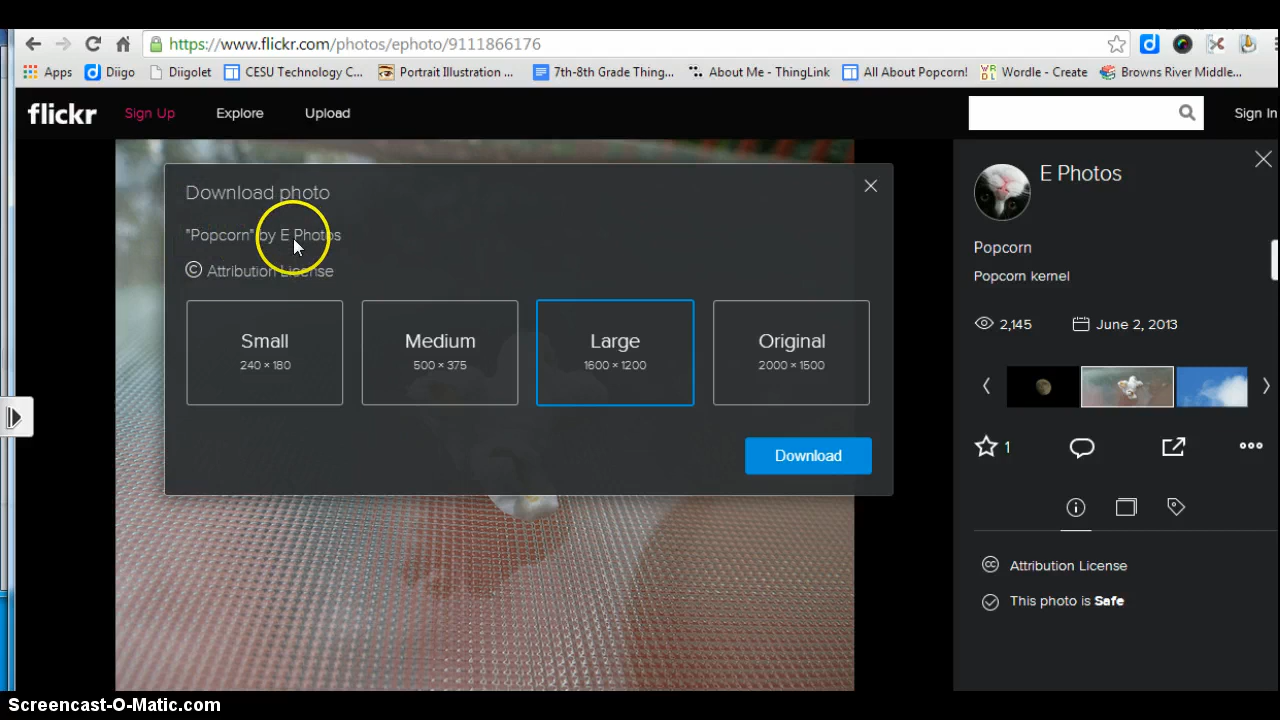 https://www.flickr.com/photos/ephoto/9111866176
Apps Diigo Diigolet CESU Technology C... Portrait Illustration ... 7th-8th Grade Thing... About Me - ThingLink All About Popcorn! Wordle - Create Browns River Middle...
flickr Sign Up Explore Upload Sign In
Download photo
"Popcorn" by E Photos
Attribution License
Small
240 × 180
Medium
500 × 375
Large
1600 × 1200
Original
2000 × 1500
Download
E Photos
Popcorn
Popcorn kernel
2,145 June 2, 2013
1
Attribution License
This photo is Safe
Screencast-O-Matic.com